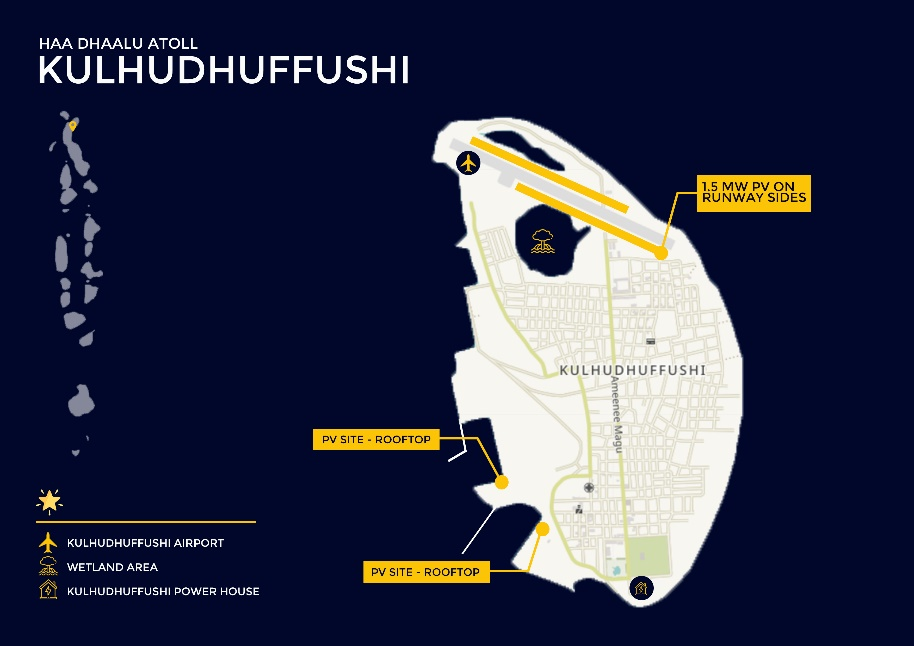 HAA DHAALU ATOLL
KULHUDHUFFUSHI
1.5 MW PV ON
RUNWAY SIDES
KULHUDHUFFUSHI
Ameenee Magu
PV SITE - ROOFTOP
PV SITE - ROOFTOP
KULHUDHUFFUSHI AIRPORT
WETLAND AREA
KULHUDHUFFUSHI POWER HOUSE